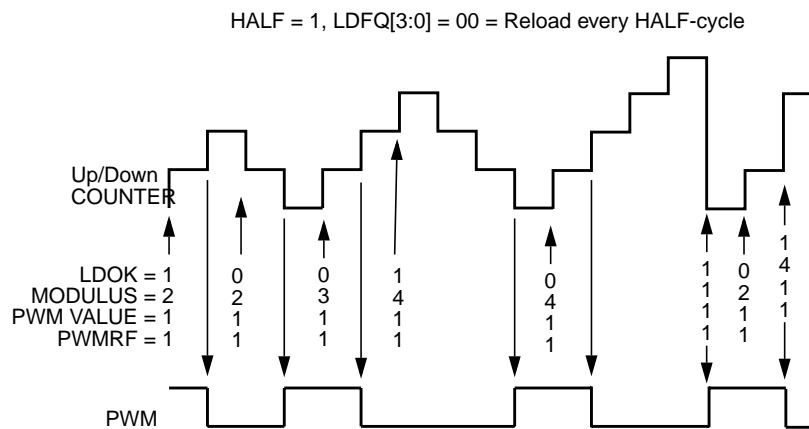 HALF = 1, LDFQ[3:0] = 00 = Reload every HALF-cycle
Up/Down
COUNTER
LDOK = 1 0 0 1 0 1 0 1
MODULUS = 2 2 3 4 4 1 2 4
PWM VALUE = 1 1 1 1 1 1 1 1
PWMRF = 1 1 1 1 1 1 1 1
PWM